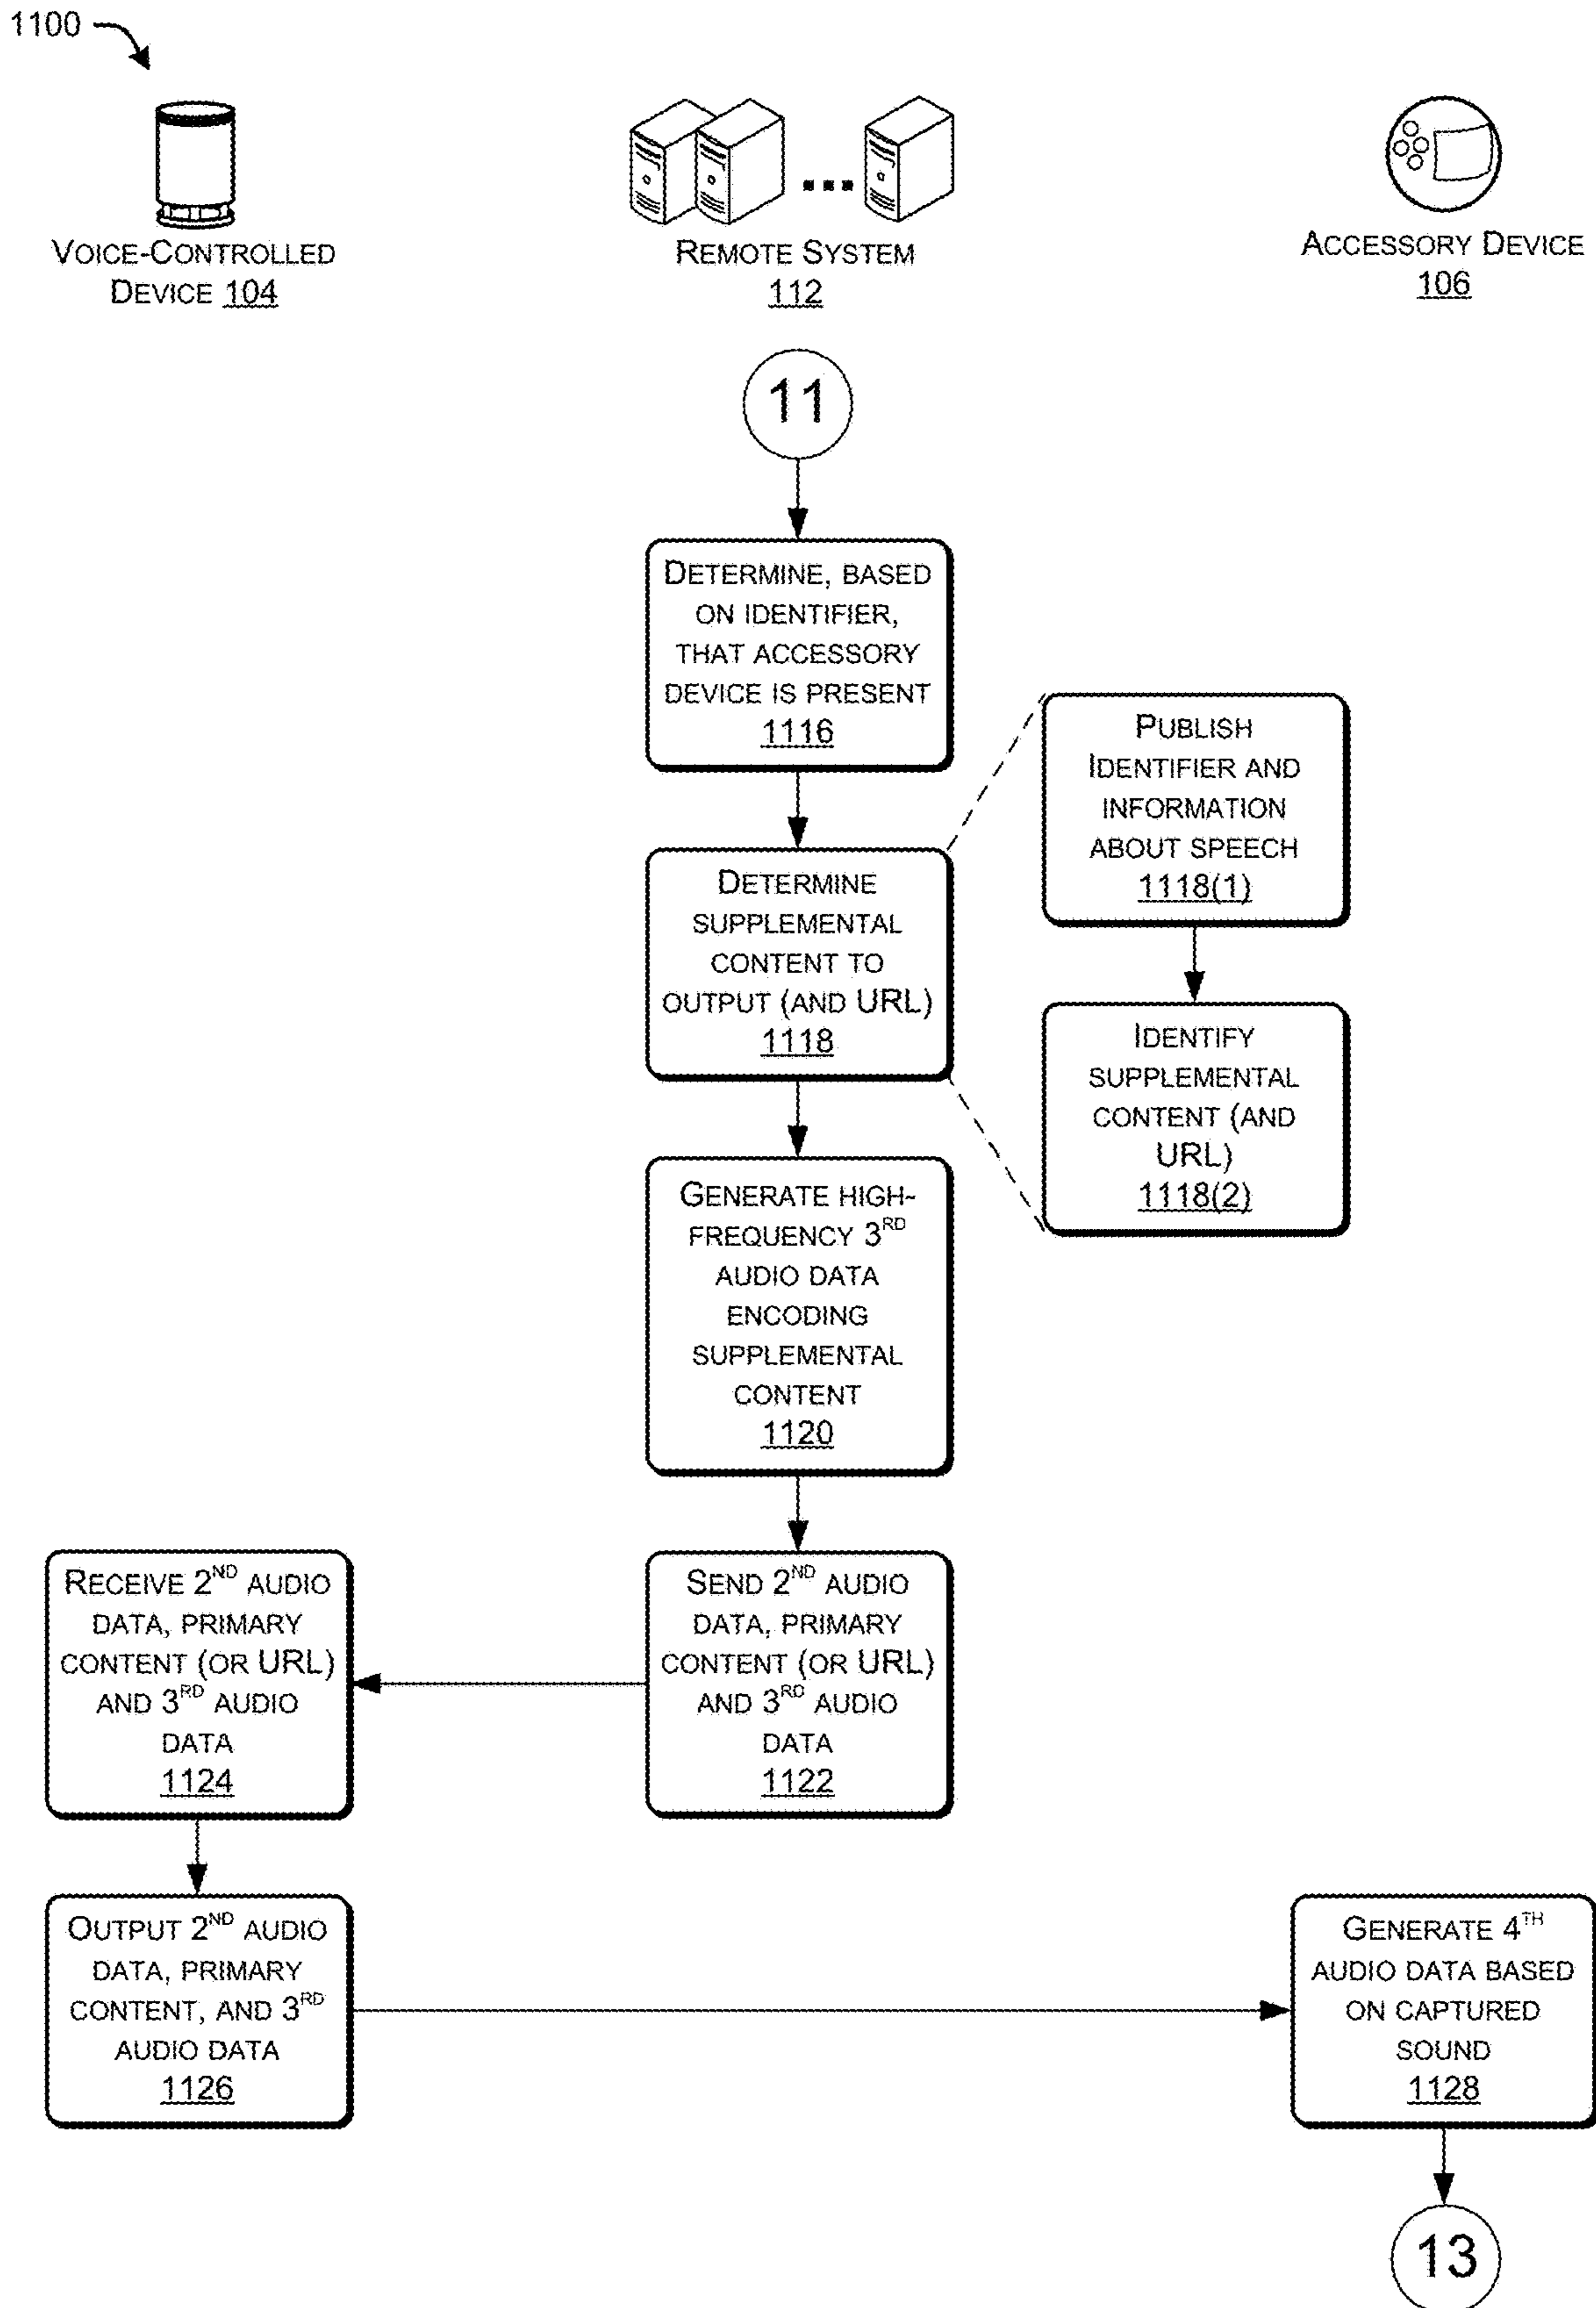 1100
VOICE-CONTROLLED
DEVICE 104
REMOTE SYSTEM
112
ACCESSORY DEVICE
106
11
DETERMINE, BASED
ON IDENTIFIER,
THAT ACCESSORY
DEVICE IS PRESENT
1116
DETERMINE
SUPPLEMENTAL
CONTENT TO
OUTPUT (AND URL)
1118
PUBLISH
IDENTIFIER AND
INFORMATION
ABOUT SPEECH
1118(1)
IDENTIFY
SUPPLEMENTAL
CONTENT (AND
URL)
1118(2)
GENERATE HIGH-
FREQUENCY 3RD
AUDIO DATA
ENCODING
SUPPLEMENTAL
CONTENT
1120
SEND 2ND AUDIO
DATA, PRIMARY
CONTENT (OR URL)
AND 3RD AUDIO
DATA
1122
RECEIVE 2ND AUDIO
DATA, PRIMARY
CONTENT (OR URL)
AND 3RD AUDIO
DATA
1124
OUTPUT 2ND AUDIO
DATA, PRIMARY
CONTENT, AND 3RD
AUDIO DATA
1126
GENERATE 4TH
AUDIO DATA BASED
ON CAPTURED
SOUND
1128
13